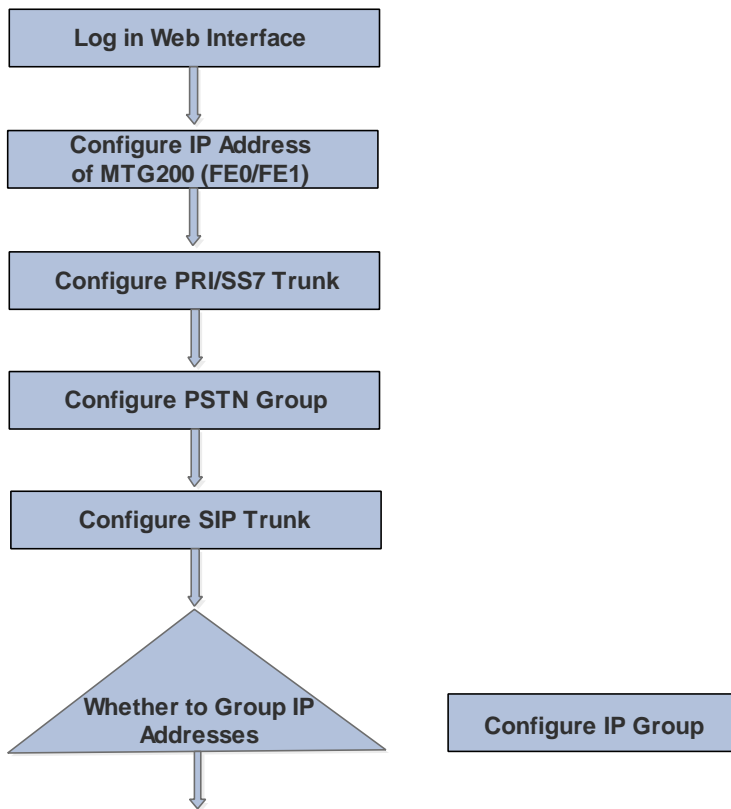 Log in Web Interface
Configure IP Address
of MTG200 (FE0/FE1)
Configure PRI/SS7 Trunk
Configure PSTN Group
Configure SIP Trunk
Whether to Group IP
Addresses
Configure IP Group